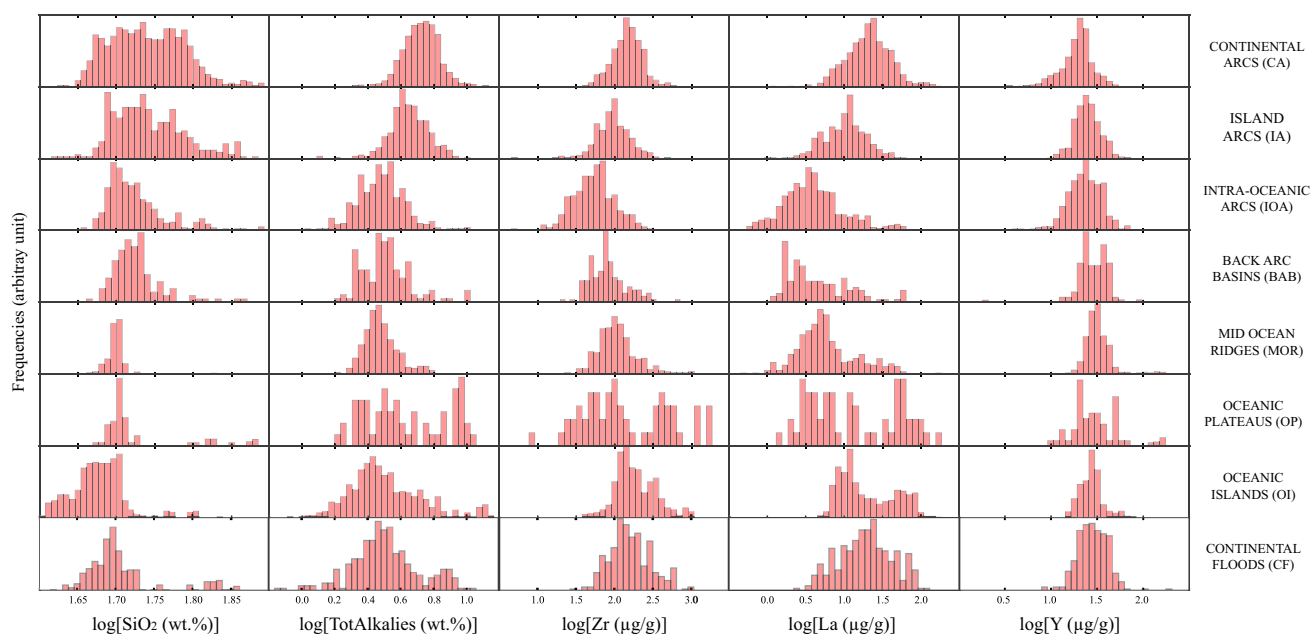 Frequencies (arbitray unit)
CONTINENTAL
ARCS (CA)
ISLAND
ARCS (IA)
INTRA-OCEANIC
ARCS (IOA)
BACK ARC
BASINS (BAB)
MID OCEAN
RIDGES (MOR)
OCEANIC
PLATEAUS (OP)
OCEANIC
ISLANDS (OI)
CONTINENTAL
FLOODS (CF)
1.65 1.70 1.75 1.80 1.85 0.0 0.2 0.4 0.6 0.8 1.0 1.0 1.5 2.0 2.5 3.0 0.0 0.5 1.0 1.5 2.0 0.5 1.0 1.5 2.0
log[SiO₂ (wt.%)] log[TotAlkalies (wt.%)] log[Zr (µg/g)] log[La (µg/g)] log[Y (µg/g)]